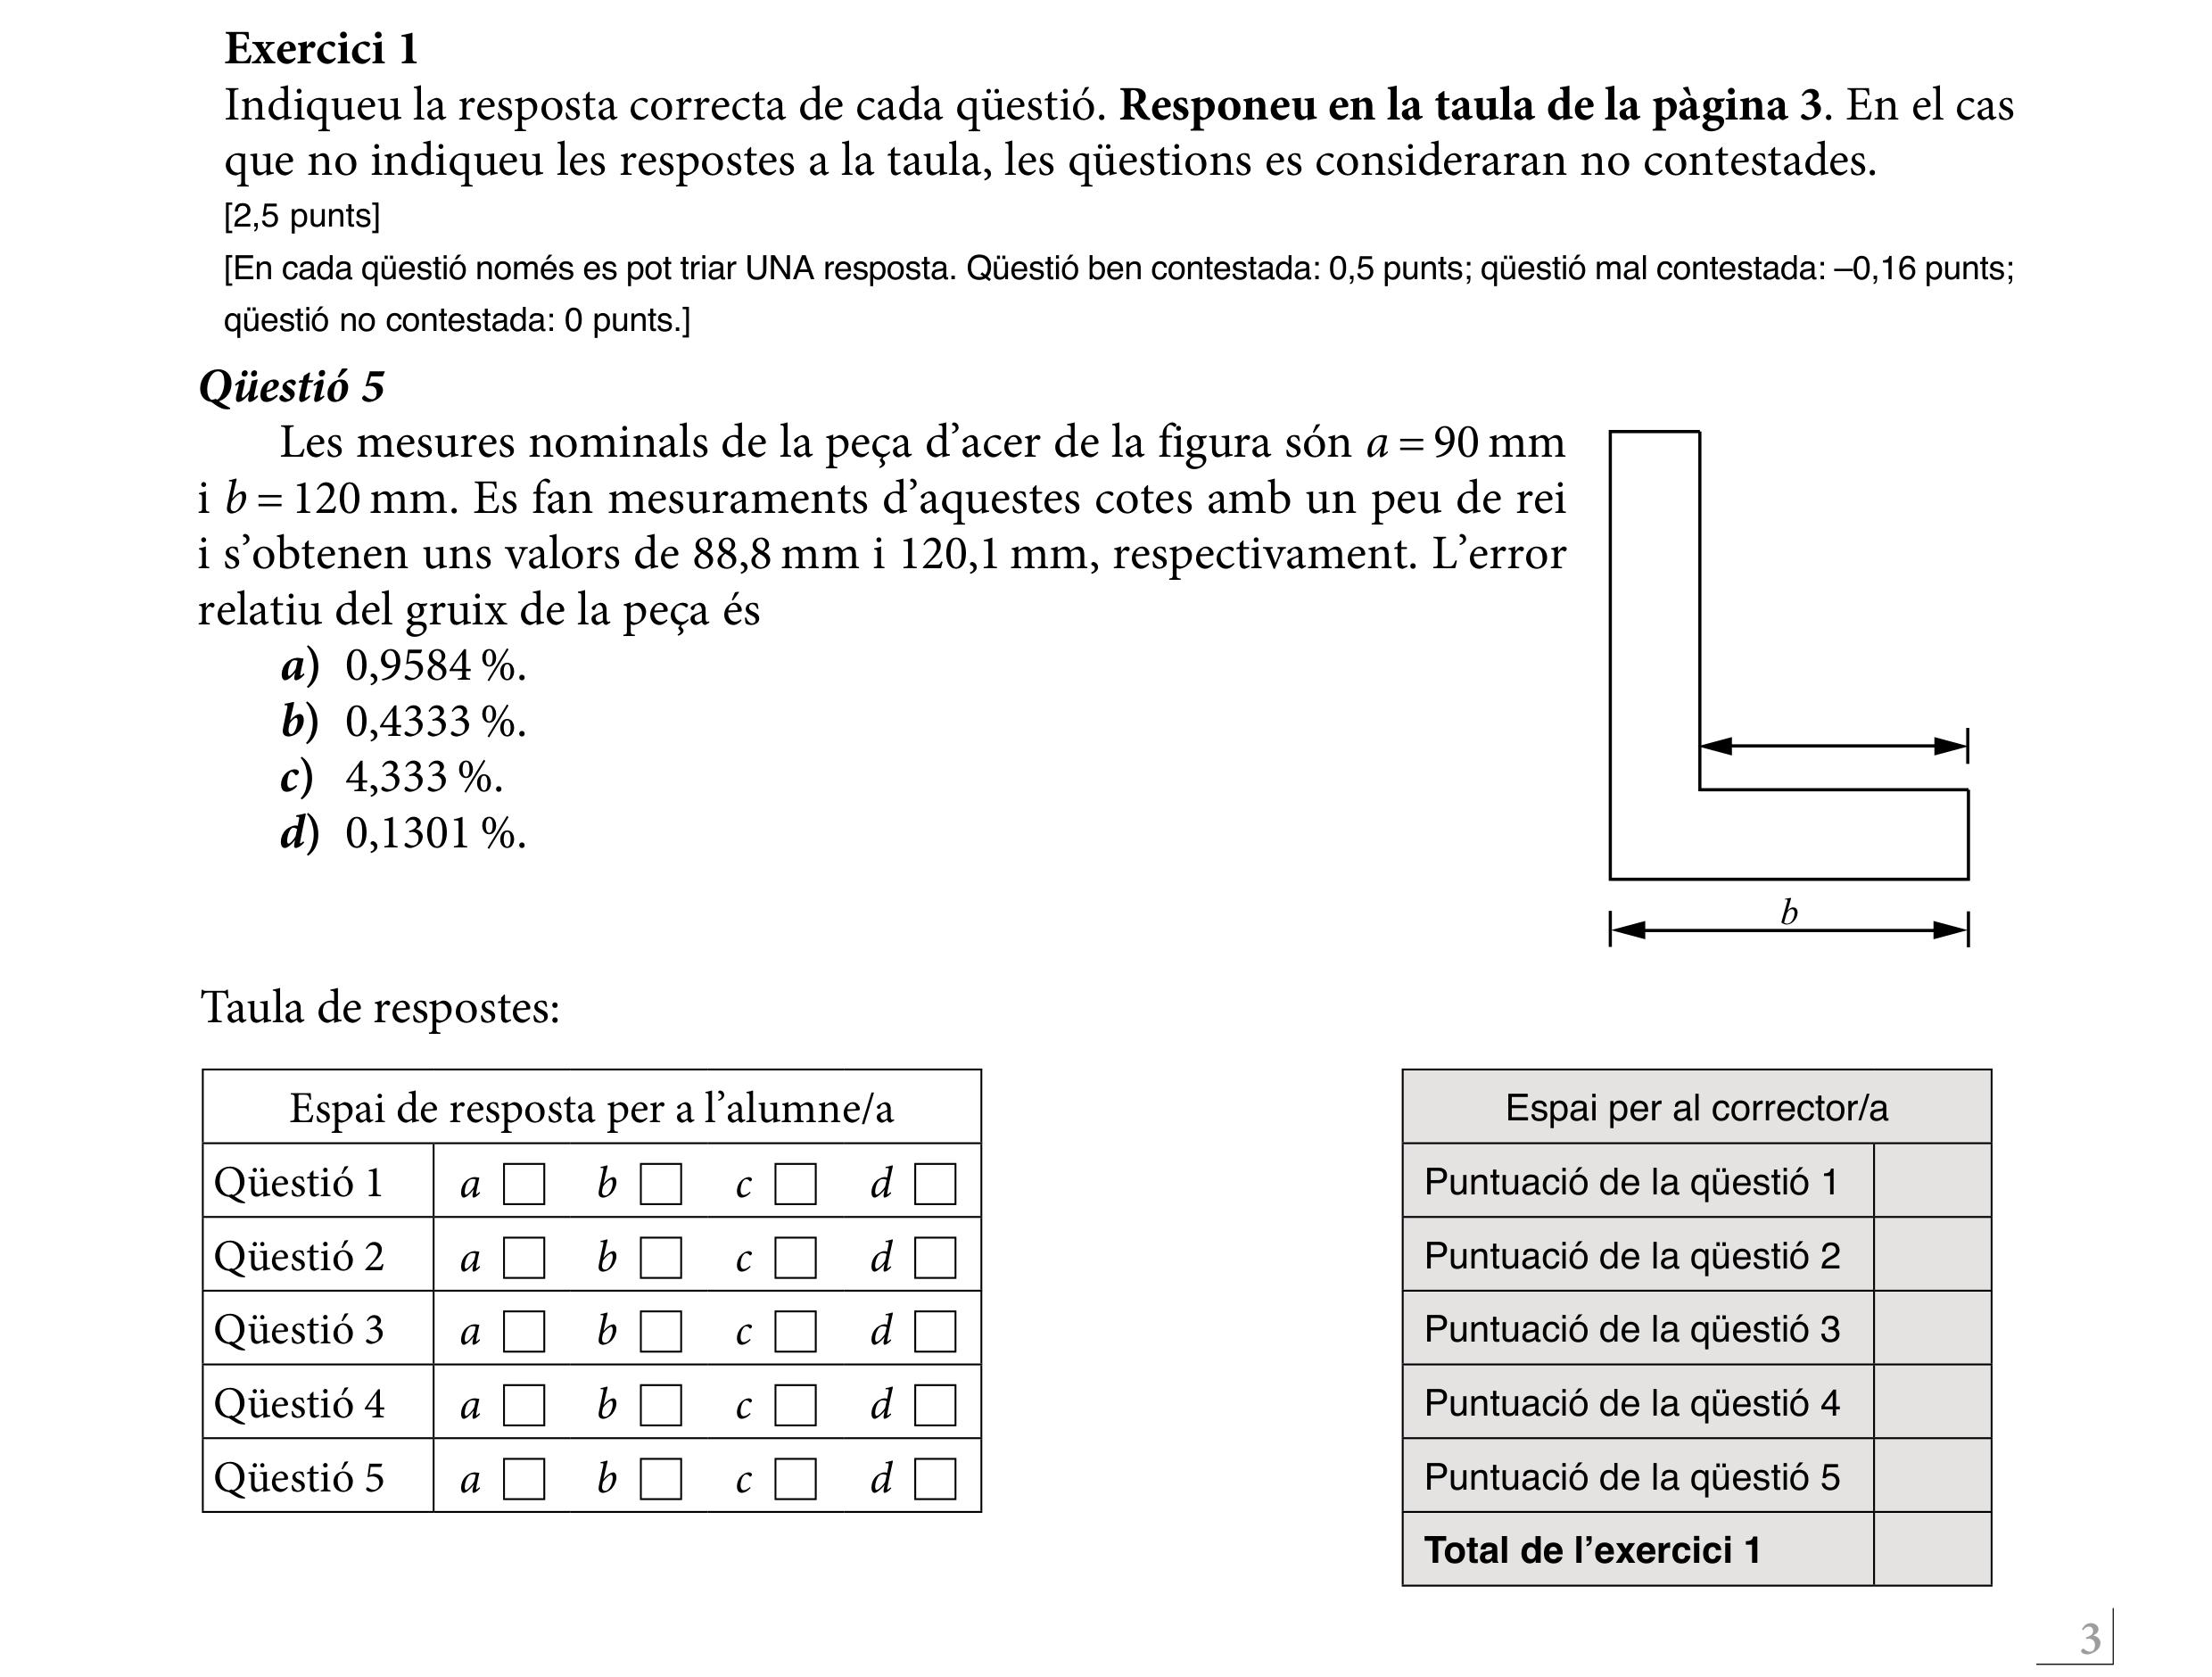 Exercici 1
Indiqueu la resposta correcta de cada qüestió. Responeu en la taula de la pàgina 3. En el cas
que no indiqueu les respostes a la taula, les qüestions es consideraran no contestades.
[2,5 punts]
[En cada qüestió només es pot triar UNA resposta. Qüestió ben contestada: 0,5 punts; qüestió mal contestada: –0,16 punts;
qüestió no contestada: 0 punts.]
Qüestió 5
Les mesures nominals de la peça d’acer de la figura són a = 90 mm
i b = 120 mm. Es fan mesuraments d’aquestes cotes amb un peu de rei
i s’obtenen uns valors de 88,8 mm i 120,1 mm, respectivament. L’error
relatiu del gruix de la peça és
a) 0,9584 %.
b) 0,4333 %.
c) 4,333 %.
d) 0,1301 %.
b
Taula de respostes:
Espai de resposta per a l’alumne/a
Qüestió 1 a b c d
Qüestió 2 a b c d
Qüestió 3 a b c d
Qüestió 4 a b c d
Qüestió 5 a b c d
Espai per al corrector/a
Puntuació de la qüestió 1
Puntuació de la qüestió 2
Puntuació de la qüestió 3
Puntuació de la qüestió 4
Puntuació de la qüestió 5
Total de l’exercici 1
3